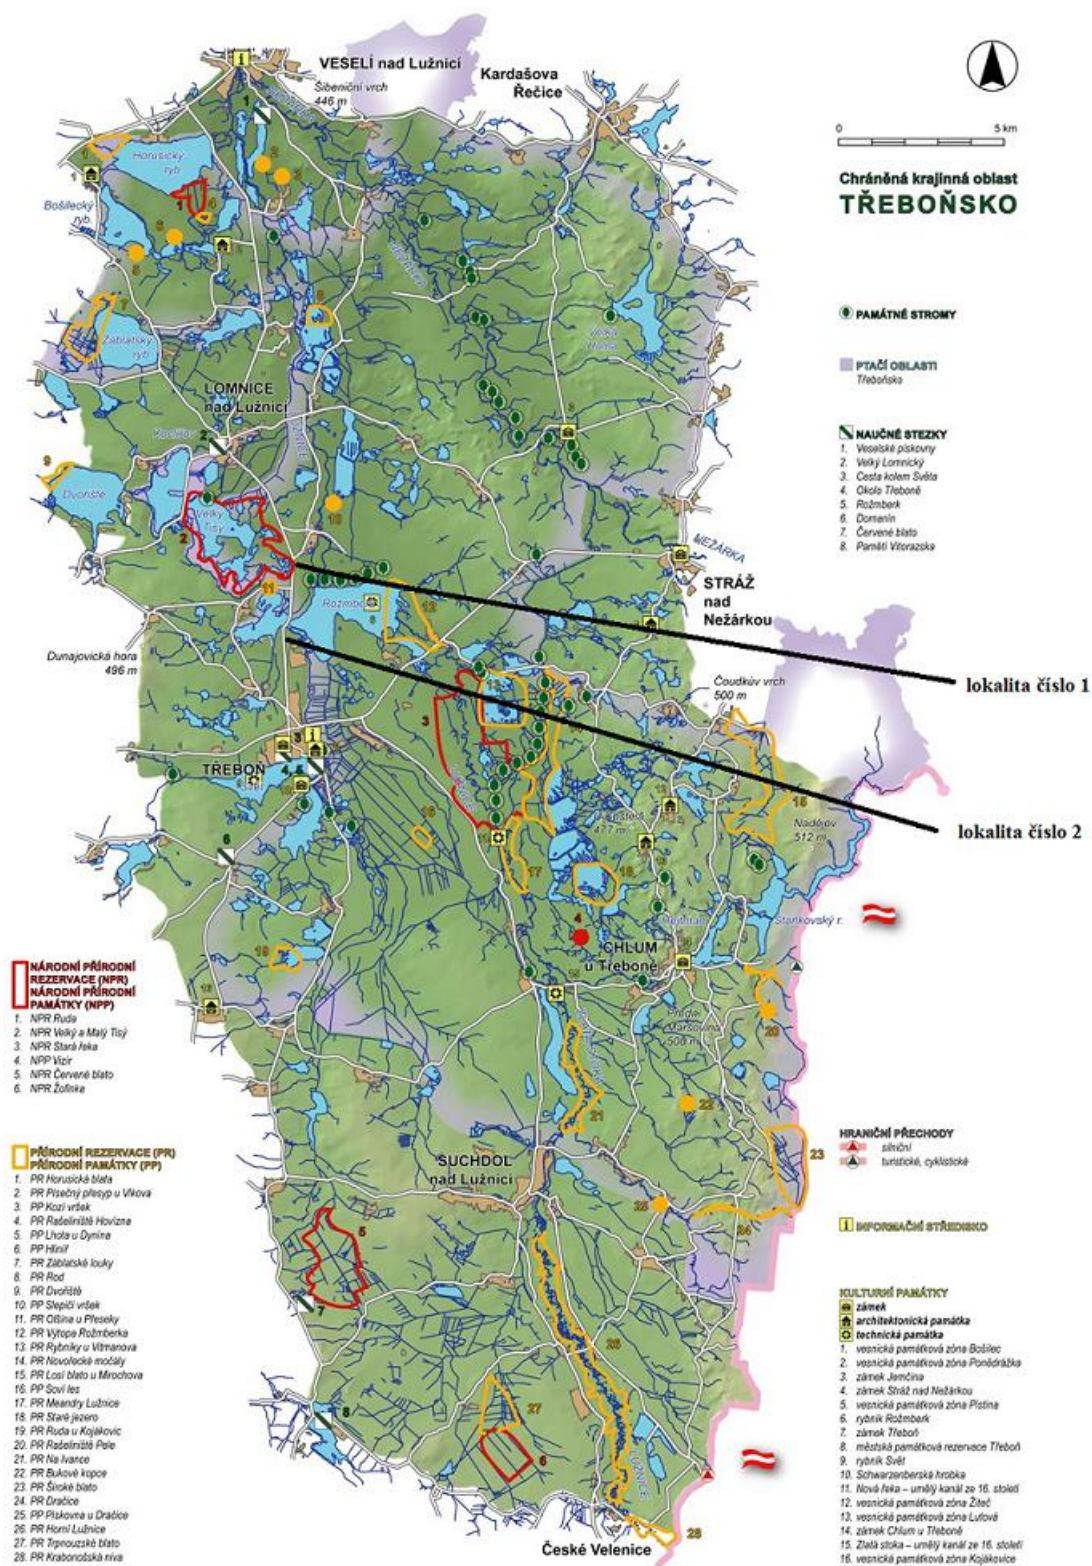 VESELÍ nad Lužnicí
Šibeniční vrch
446 m
Kardašova
Řečice
0 5 km
Chráněná krajinná oblast
TŘEBOŇSKO
Horusický
ryb.
Bošilecký
ryb.
Záblatský
ryb.
LOMNICE
nad Lužnicí
Dvořiště
Velký
Tisý
NEŽÁRKA
STRÁŽ
nad
Nežárkou
Dunajovická hora
496 m
Čoudkův vrch
500 m
lokalita číslo 1
TŘEBOŇ
Nadějov
512 m
lokalita číslo 2
477 m
Staňkovský r.
CHLUM
u Třeboně
SUCHDOL
nad Lužnicí
LUŽNICE
České Velenice
PAMÁTNÉ STROMY
PTAČÍ OBLASTI
Třeboňsko
NAUČNÉ STEZKY
1. Veselské pískovny
2. Velký Lomnický
3. Cesta kolem Světa
4. Okolo Třeboně
5. Rožmberk
6. Domanín
7. Červené blato
8. Paměti Vitorazska
NÁRODNÍ PŘÍRODNÍ
REZERVACE (NPR)
NÁRODNÍ PŘÍRODNÍ
PAMÁTKY (NPP)
1. NPR Ruda
2. NPR Velký a Malý Tisý
3. NPR Stará řeka
4. NPP Vizír
5. NPR Červené blato
6. NPR Žofinka
PŘÍRODNÍ REZERVACE (PR)
PŘÍRODNÍ PAMÁTKY (PP)
1. PR Horusická blata
2. PR Písečný přesyp u Vlkova
3. PP Kozí vršek
4. PR Rašeliniště Hovízna
5. PP Lhota u Dynína
6. PP Hliníř
7. PR Záblatské louky
8. PR Rod
9. PR Dvořiště
10. PP Slepičí vršek
11. PR Olšina u Přeseky
12. PR Výtopa Rožmberka
13. PR Rybníky u Vitmanova
14. PR Novořecké močály
15. PR Losí blato u Mirochova
16. PP Soví les
17. PR Meandry Lužnice
18. PR Staré jezero
19. PR Ruda u Kojákovic
20. PR Rašeliniště Pele
21. PR Na Ivance
22. PR Bukové kopce
23. PR Široké blato
24. PR Dračice
25. PP Pískovna u Dračice
26. PR Horní Lužnice
27. PR Trpnouzské blato
28. PR Krabonošská niva
HRANIČNÍ PŘECHODY
silniční
turistické, cyklistické
INFORMAČNÍ STŘEDISKO
KULTURNÍ PAMÁTKY
zámek
architektonická památka
technická památka
1. vesnická památková zóna Bošilec
2. vesnická památková zóna Ponědrážka
3. zámek Jemčina
4. zámek Stráž nad Nežárkou
5. vesnická památková zóna Pístina
6. rybník Rožmberk
7. zámek Třeboň
8. městská památková rezervace Třeboň
9. rybník Svět
10. Schwarzenberská hrobka
11. Nová řeka – umělý kanál ze 16. století
12. vesnická památková zóna Žíteč
13. vesnická památková zóna Lutová
14. zámek Chlum u Třeboně
15. Zlatá stoka – umělý kanál ze 16. století
16. vesnická památková zóna Kojákovice